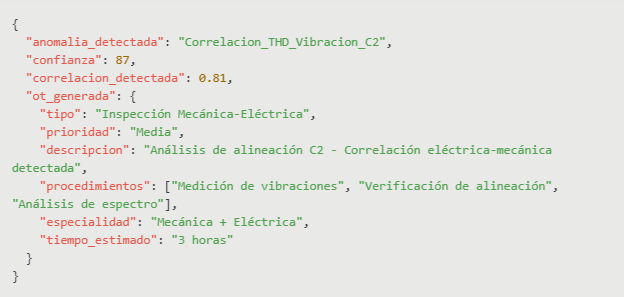 {
"anomalia_detectada": "Correlacion_THD_Vibracion_C2",
"confianza": 87,
"correlacion_detectada": 0.81,
"ot_generada": {
"tipo": "Inspección Mecánica-Eléctrica",
"prioridad": "Media",
"descripcion": "Análisis de alineación C2 - Correlación eléctrica-mecánica
detectada",
"procedimientos": ["Medición de vibraciones", "Verificación de alineación",
"Análisis de espectro"],
"especialidad": "Mecánica + Eléctrica",
"tiempo_estimado": "3 horas"
}
}